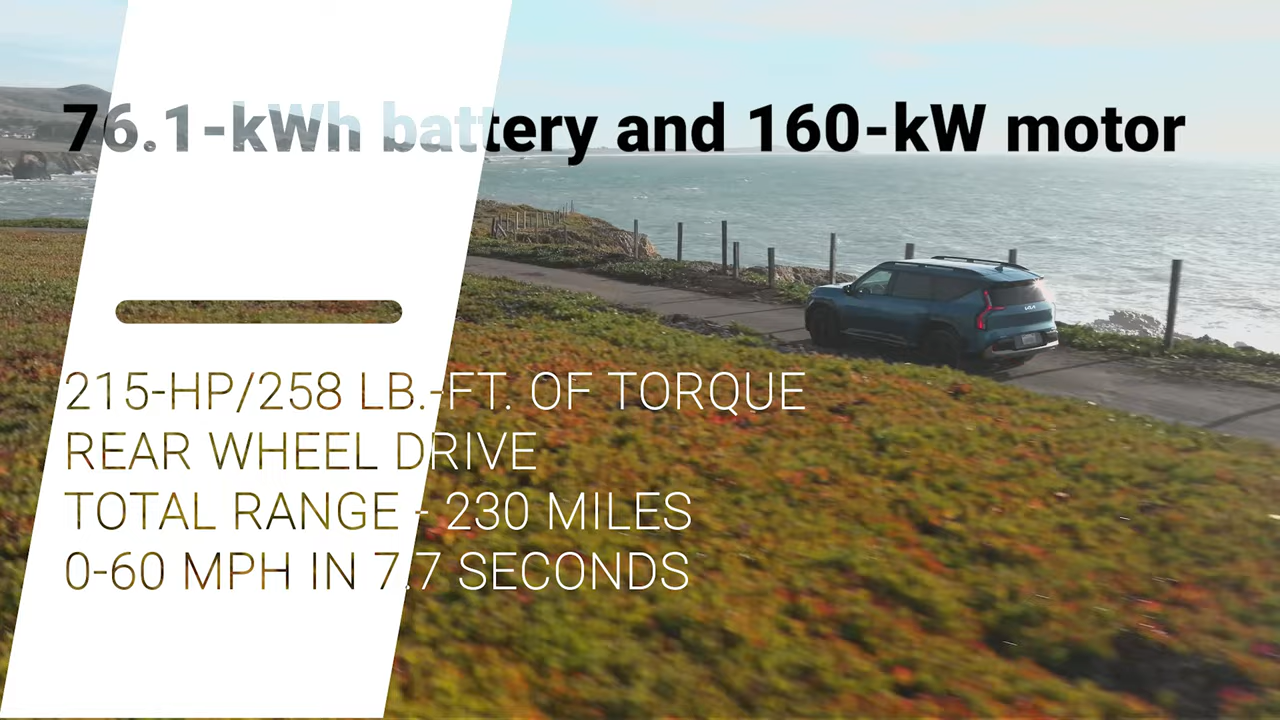 76.1-kWh battery and 160-kW motor
215-HP/258 LB.-FT. OF TORQUE
REAR WHEEL DRIVE
TOTAL RANGE - 230 MILES
0-60 MPH IN 7.7 SECONDS
KIA